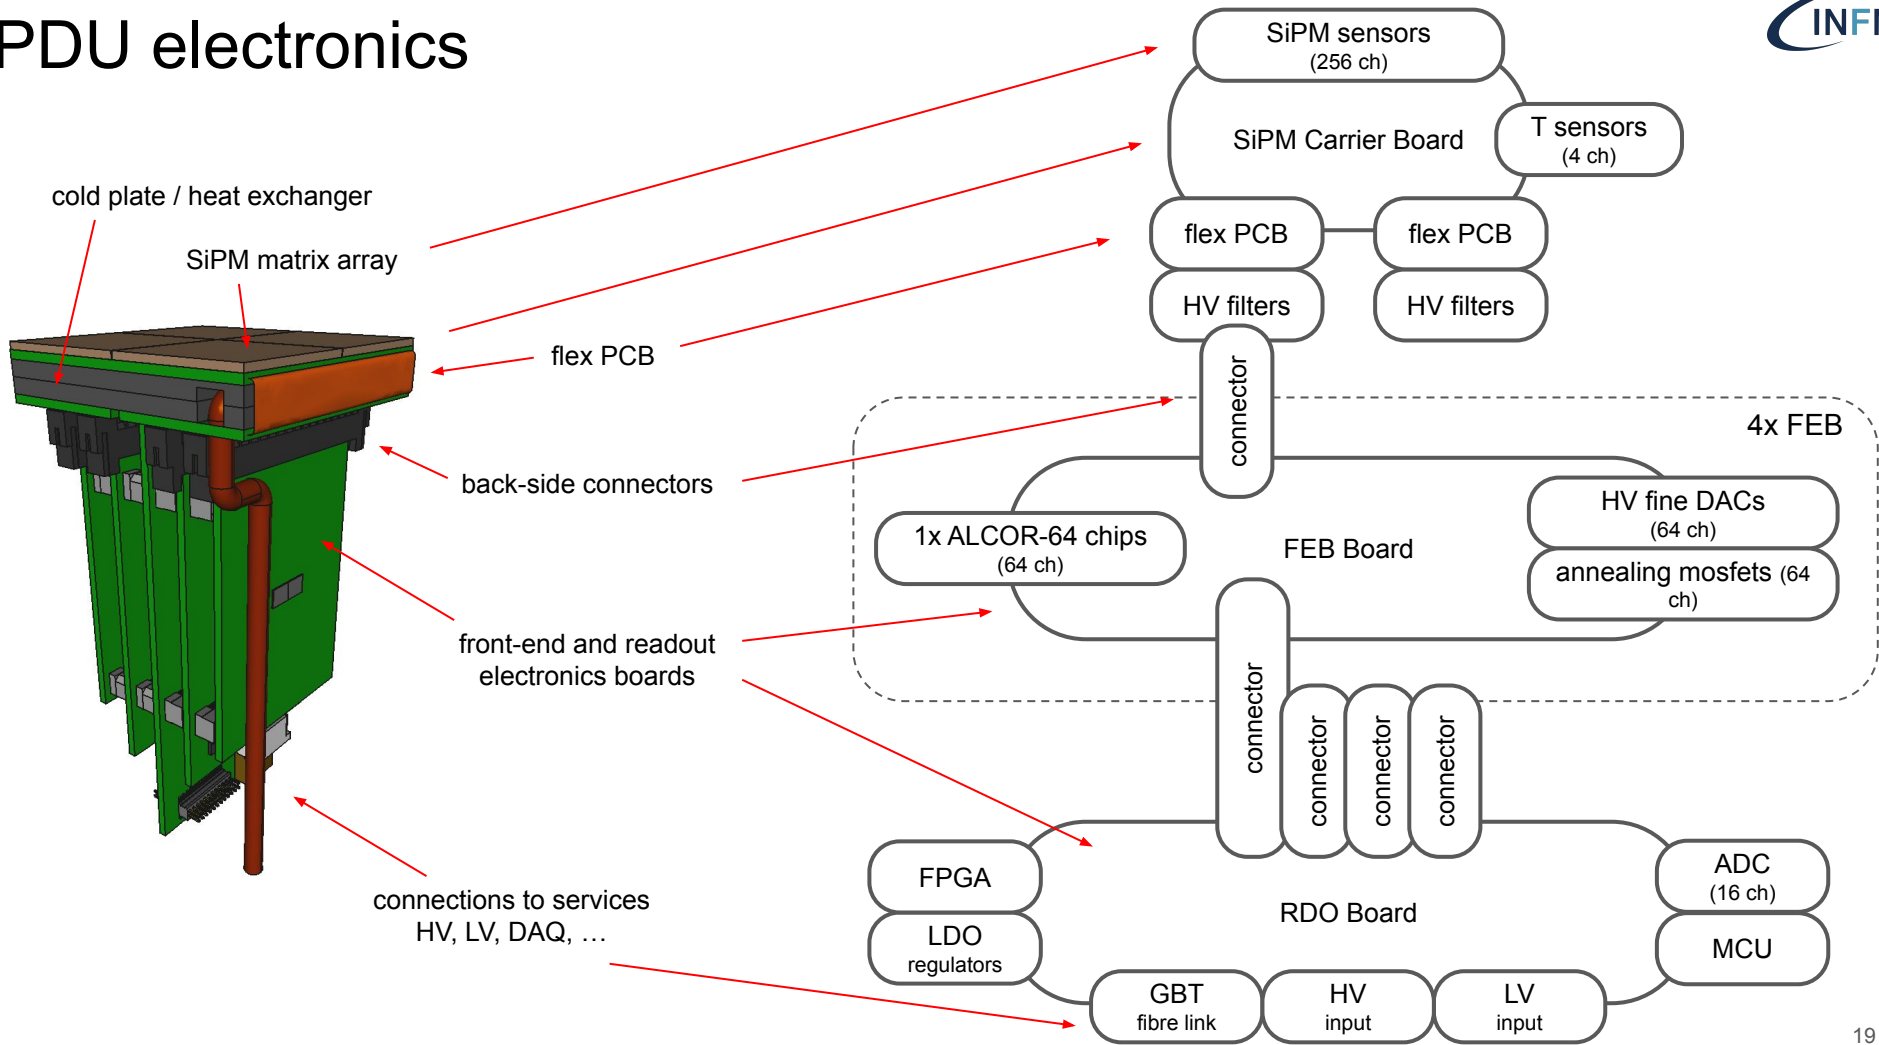 PDU electronics
INFN
SiPM sensors
(256 ch)
SiPM Carrier Board
T sensors
(4 ch)
cold plate / heat exchanger
SiPM matrix array
flex PCB
flex PCB
HV filters
HV filters
flex PCB
connector
4x FEB
back-side connectors
HV fine DACs
(64 ch)
1x ALCOR-64 chips
(64 ch)
FEB Board
annealing mosfets (64
ch)
front-end and readout
electronics boards
connector
connector
connector
connector
FPGA
ADC
(16 ch)
connections to services
HV, LV, DAQ, …
RDO Board
LDO
regulators
MCU
GBT
fibre link
HV
input
LV
input
19